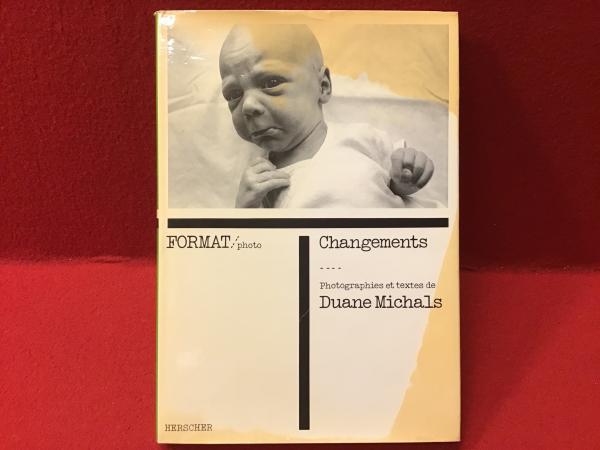 FORMAT/photo
Changements
----
Photographies et textes de
Duane Michals
HERSCHER